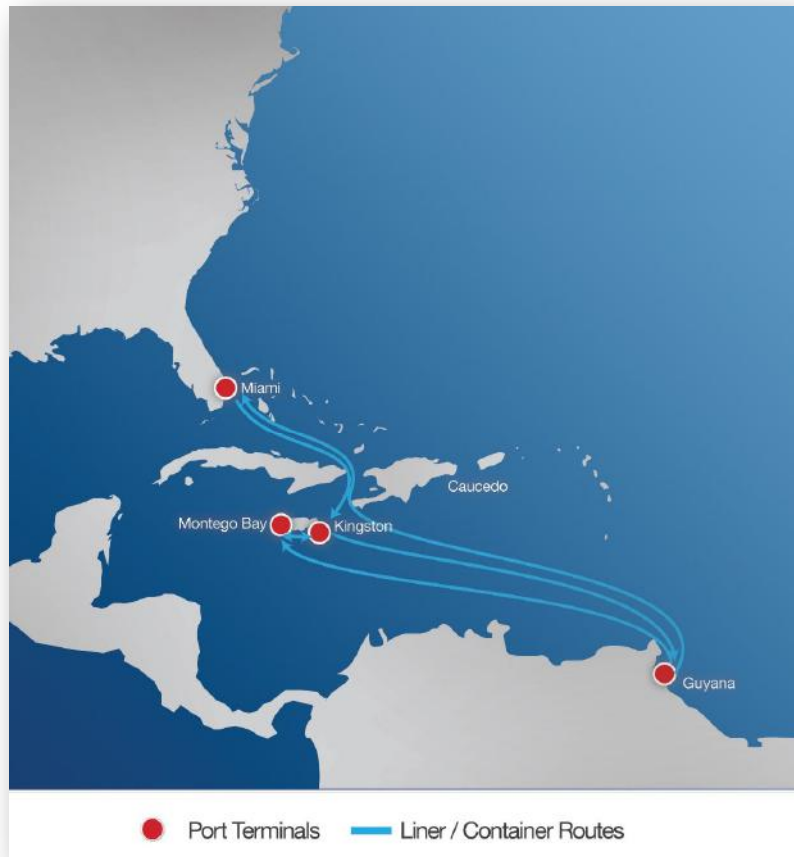 Miami
Caucedo
Montego Bay
Kingston
Guyana
Port Terminals
Liner / Container Routes